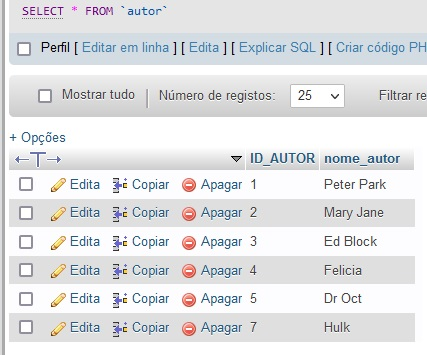 SELECT * FROM `autor`
Perfil [ Editar em linha ] [ Edita ] [ Explicar SQL ] [ Criar código PH
Mostrar tudo Número de registos: 25 Filtrar re
+ Opções
ID_AUTOR nome_autor
Edita Copiar Apagar 1 Peter Park
Edita Copiar Apagar 2 Mary Jane
Edita Copiar Apagar 3 Ed Block
Edita Copiar Apagar 4 Felicia
Edita Copiar Apagar 5 Dr Oct
Edita Copiar Apagar 7 Hulk